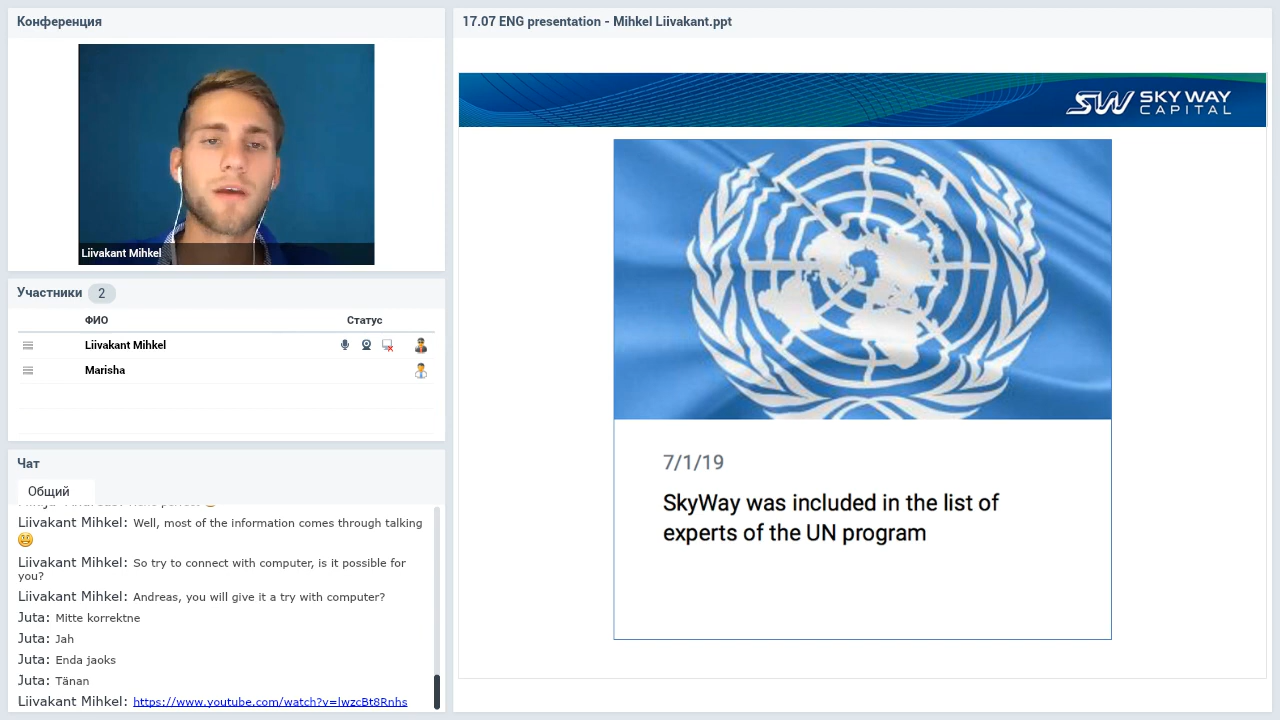 Конференция
Liivakant Mihkel
Участники 2
ФИО Статус
Liivakant Mihkel
Marisha
Чат
Общий
Liivakant Mihkel: Well, most of the information comes through talking
Liivakant Mihkel: So try to connect with computer, is it possible for
you?
Liivakant Mihkel: Andreas, you will give it a try with computer?
Juta: Mitte korrektne
Juta: Jah
Juta: Enda jaoks
Juta: Tänan
Liivakant Mihkel: https://www.youtube.com/watch?v=lwzcBt8Rnhs
17.07 ENG presentation - Mihkel Liivakant.ppt
SW SKY WAY
CAPITAL
7/1/19
SkyWay was included in the list of
experts of the UN program